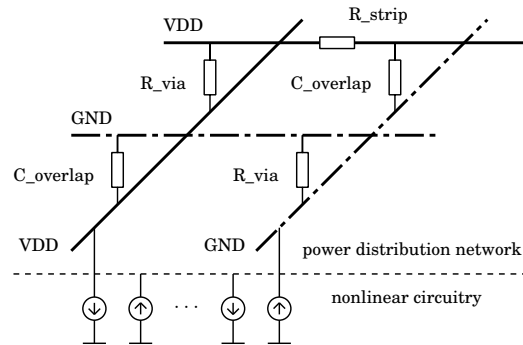 R_strip
VDD
R_via
C_overlap
GND
C_overlap
R_via
VDD
GND
power distribution network
nonlinear circuitry
. . .